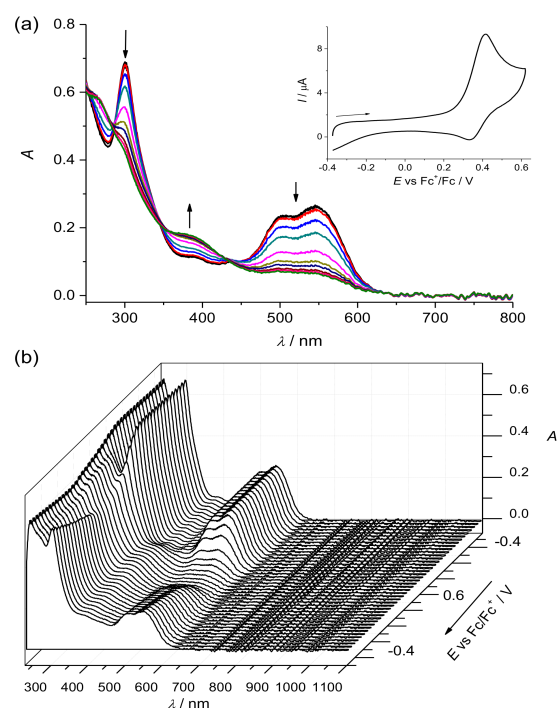 (a)
0.8
0.6
0.4
0.2
0.0
A
300 400 500 600 700 800
λ / nm
8
4
0
I / μA
-0.4 -0.2 0.0 0.2 0.4 0.6
E vs Fc⁺/Fc / V
(b)
0.6
0.4
0.2
0.0
A
-0.4
0.6
-0.4
E vs Fc/Fc⁺ / V
300 400 500 600 700 800 900 1000 1100
λ / nm